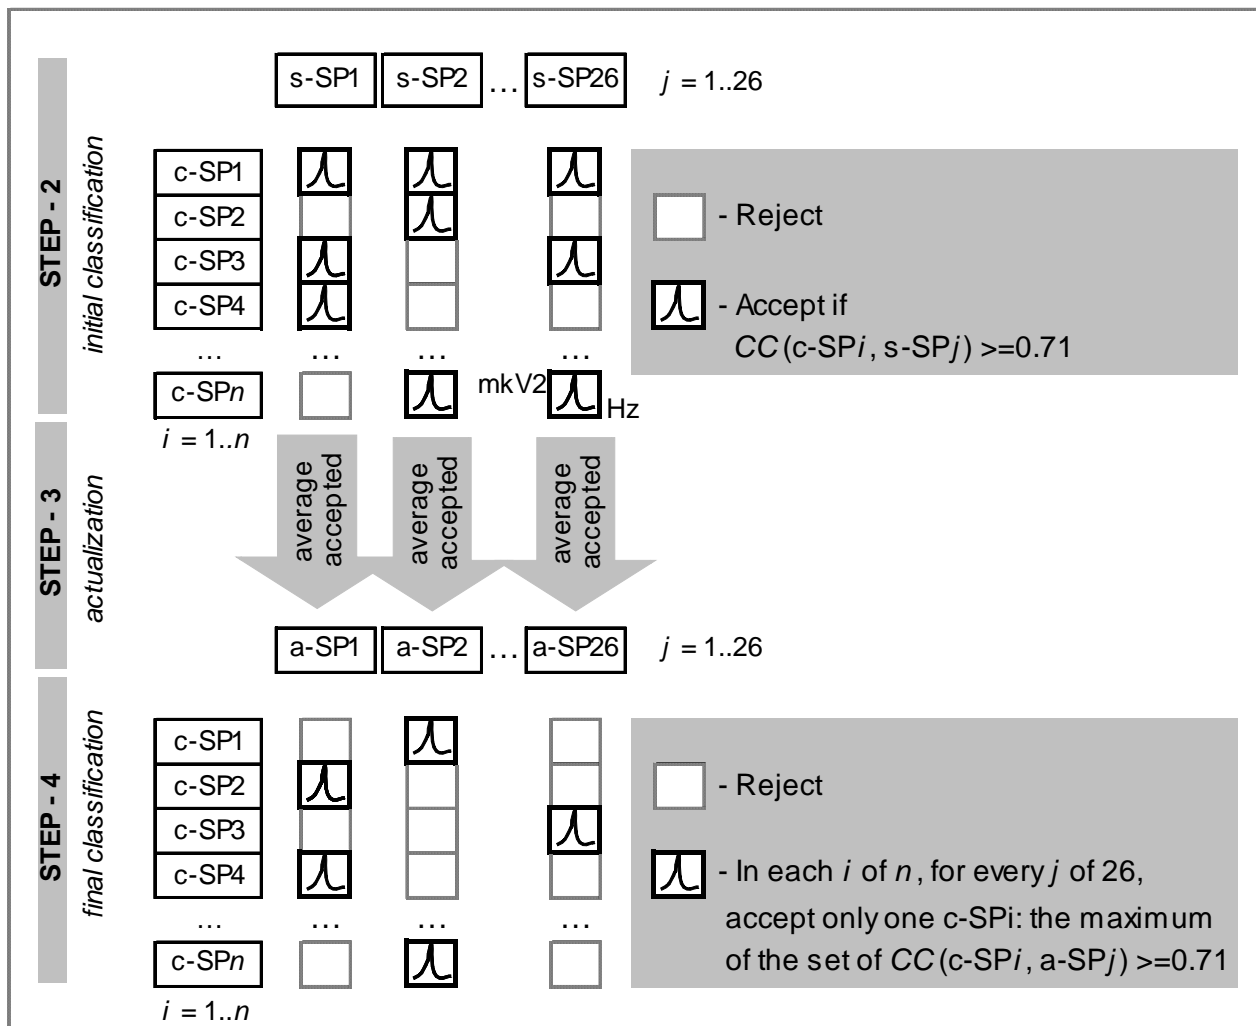 STEP - 2
initial classification
s-SP1 s-SP2 ... s-SP26 j = 1..26
c-SP1
c-SP2
c-SP3
c-SP4
... ... ... ...
c-SPn
i = 1..n
mkV2
Hz
- Reject
- Accept if
CC(c-SPi, s-SPj) >=0.71
STEP - 3
actualization
average
accepted
average
accepted
average
accepted
a-SP1 a-SP2 ... a-SP26 j = 1..26
STEP - 4
final classification
c-SP1
c-SP2
c-SP3
c-SP4
... ... ... ...
c-SPn
i = 1..n
- Reject
- In each i of n, for every j of 26,
accept only one c-SPi: the maximum
of the set of CC(c-SPi, a-SPj) >=0.71